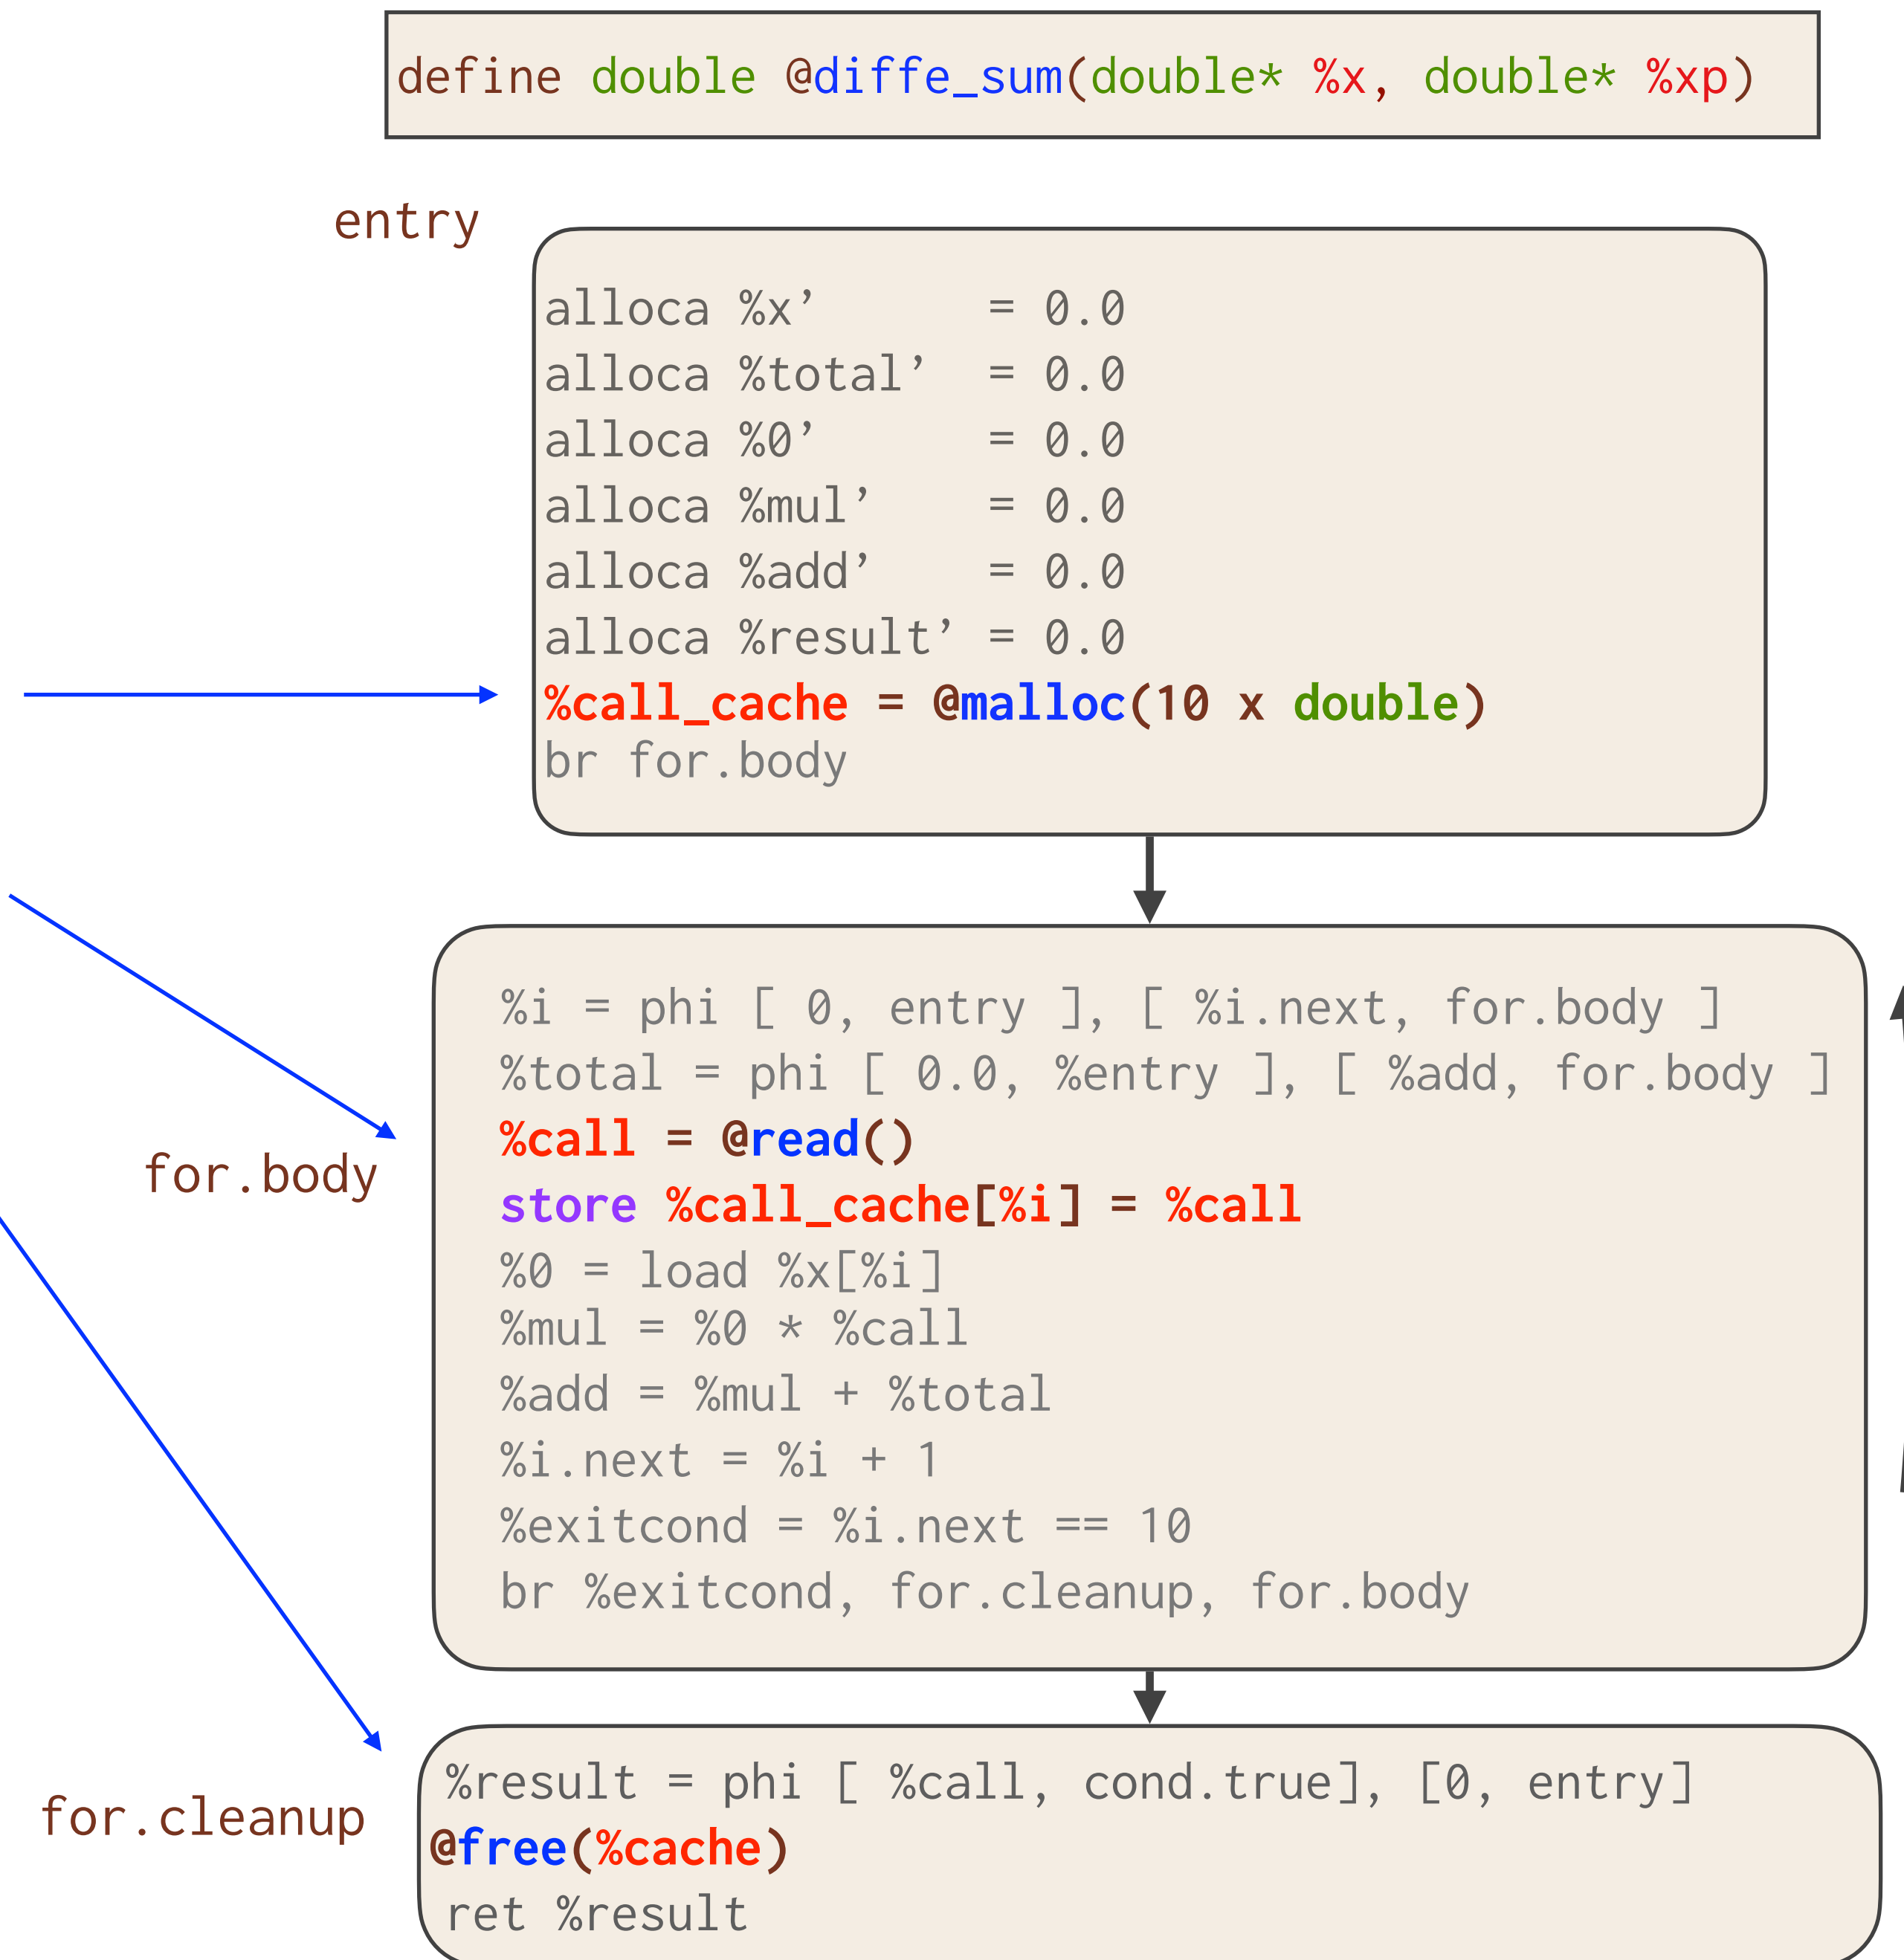 define double @diffe_sum(double* %x, double* %xp)
entry
alloca %x’ = 0.0
alloca %total’ = 0.0
alloca %0’ = 0.0
alloca %mul’ = 0.0
alloca %add’ = 0.0
alloca %result’ = 0.0
%call_cache = @malloc(10 x double)
br for.body
for.body
%i = phi [ 0, entry ], [ %i.next, for.body ]
%total = phi [ 0.0, %entry ], [ %add, for.body ]
%call = @read()
store %call_cache[%i] = %call
%0 = load %x[%i]
%mul = %0 * %call
%add = %mul + %total
%i.next = %i + 1
%exitcond = %i.next == 10
br %exitcond, for.cleanup, for.body
for.cleanup
%result = phi [ %call, cond.true], [0, entry]
@free(%cache)
ret %result